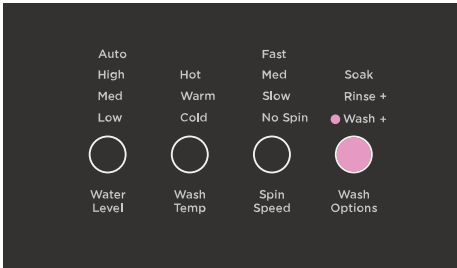 Auto
High
Med
Low
Water
Level
Hot
Warm
Cold
Wash
Temp
Fast
Med
Slow
No Spin
Spin
Speed
Soak
Rinse +
Wash +
Wash
Options